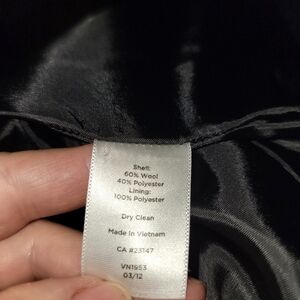 Shell:
60% Wool
40% Polyester
Lining:
100% Polyester
Dry Clean
Made in Vietnam
CA #23147
VN1953
03/12